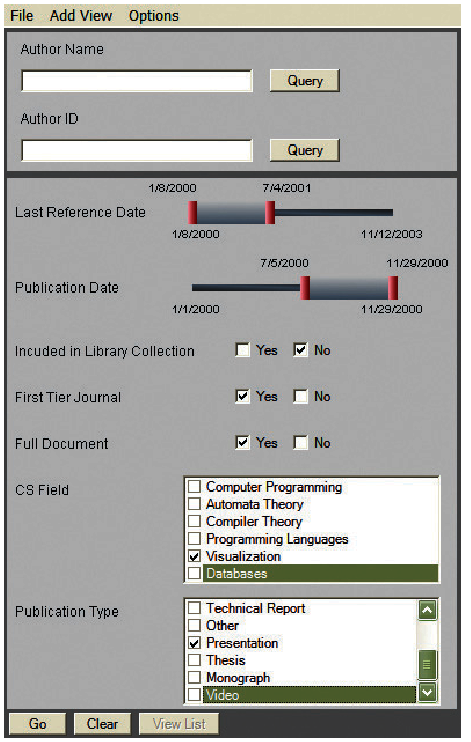 File Add View Options
Author Name
Query
Author ID
Query
1/8/2000 7/4/2001
Last Reference Date
1/8/2000 11/12/2003
7/5/2000 11/29/2000
Publication Date
1/1/2000 11/29/2000
Incuded in Library Collection Yes No
First Tier Journal Yes No
Full Document Yes No
CS Field
Computer Programming
Automata Theory
Compiler Theory
Programming Languages
Visualization
Databases
Publication Type
Technical Report
Other
Presentation
Thesis
Monograph
Video
Go Clear View List